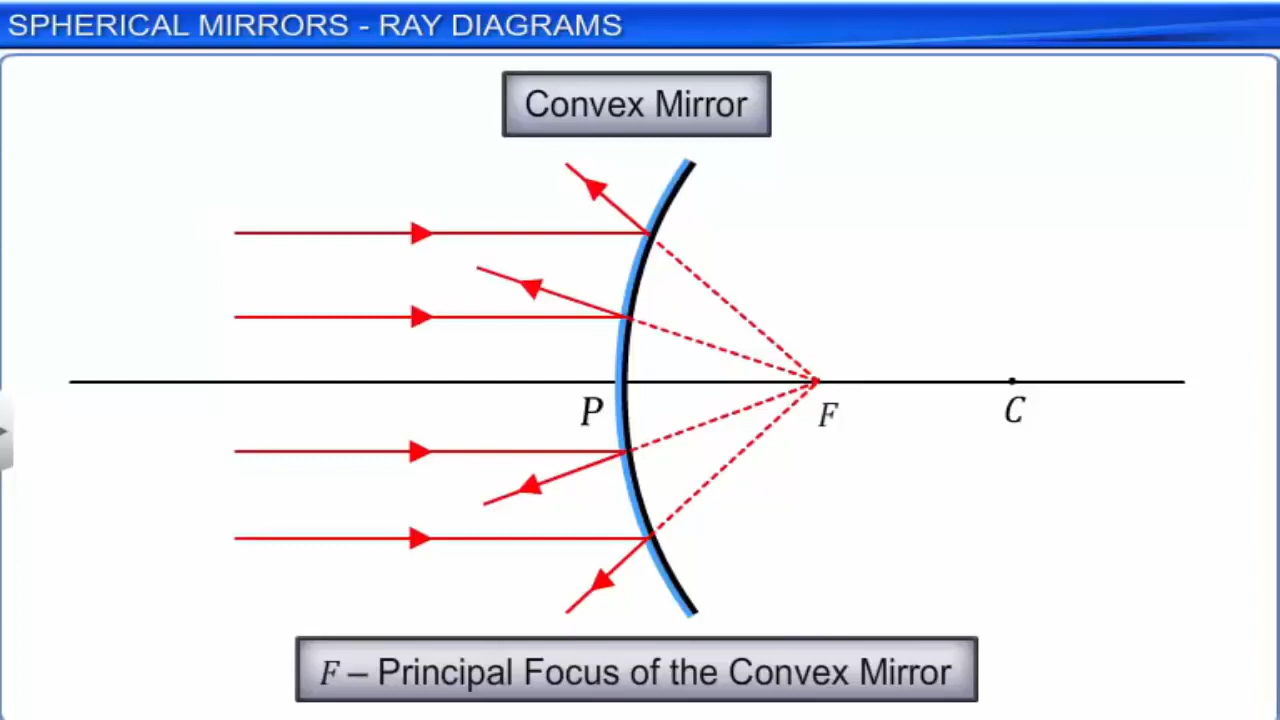 SPHERICAL MIRRORS - RAY DIAGRAMS
Convex Mirror
P
F
C
F – Principal Focus of the Convex Mirror